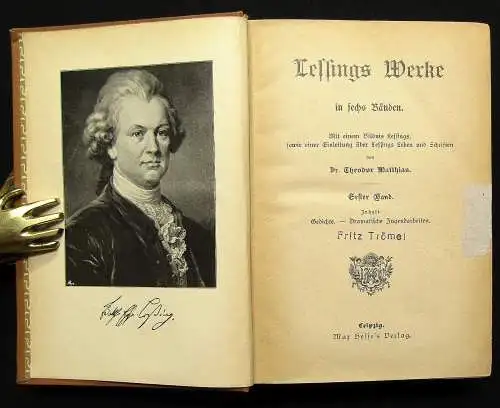 Lessings Werke
in sechs Bänden.
Mit einem Bildnis Lessings,
sowie einer Einleitung über Lessings Leben und Schriften
von
Dr. Theodor Matthias.
Erster Band.
Inhalt:
Gedichte. — Dramatische Jugendarbeiten.
Fritz Trömel
Leipzig.
Max Hesse's Verlag.